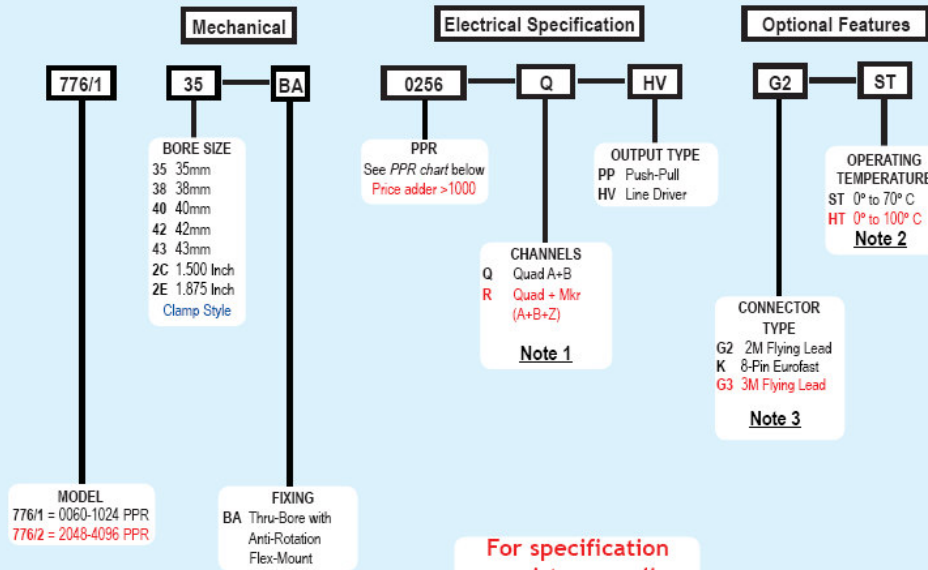 Mechanical
Electrical Specification
Optional Features
776/1
35
BA
0256
Q
HV
G2
ST
BORE SIZE
35 35mm
38 38mm
40 40mm
42 42mm
43 43mm
2C 1.500 Inch
2E 1.875 Inch
Clamp Style
PPR
See PPR chart below
Price adder >1000
OUTPUT TYPE
PP Push-Pull
HV Line Driver
OPERATING
TEMPERATURE
ST 0° to 70° C
HT 0° to 100° C
Note 2
CHANNELS
Q Quad A+B
R Quad + Mkr
(A+B+Z)
Note 1
CONNECTOR
TYPE
G2 2M Flying Lead
K 8-Pin Eurofast
G3 3M Flying Lead
Note 3
MODEL
776/1 = 0060-1024 PPR
776/2 = 2048-4096 PPR
FIXING
BA Thru-Bore with
Anti-Rotation
Flex-Mount
For specification